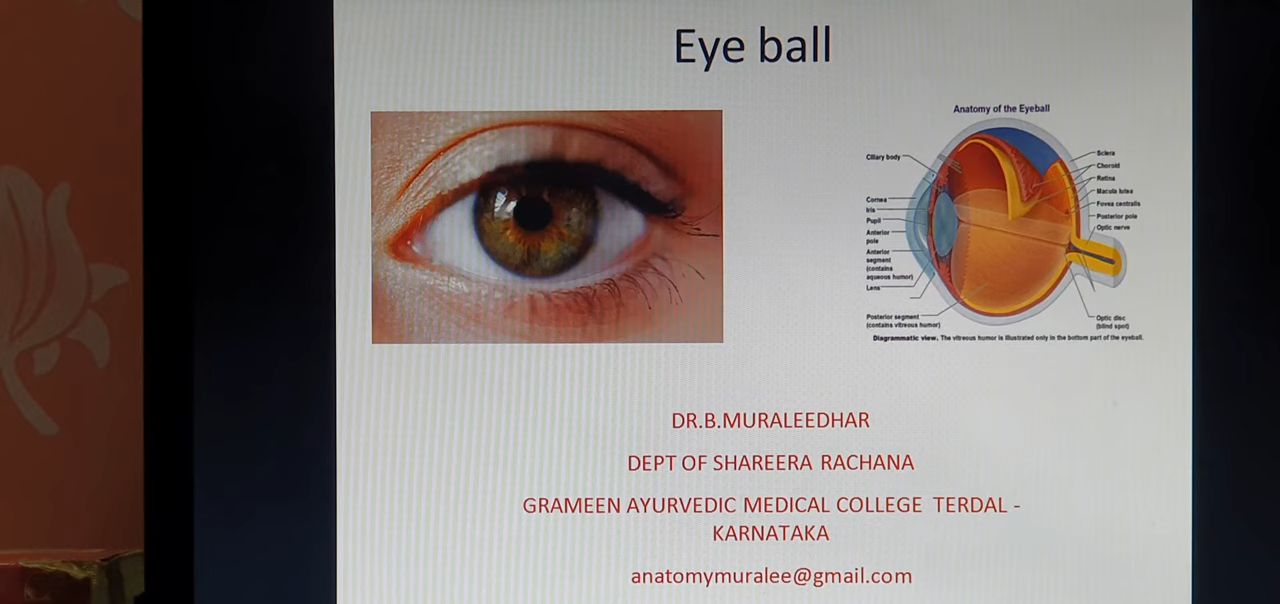 Eye ball
Anatomy of the Eyeball
Ciliary body
Cornea
Iris
Pupil
Anterior
pole
Anterior
segment
(contains
aqueous humor)
Lens
Posterior segment
(contains vitreous humor)
Sclera
Choroid
Retina
Macula lutea
Fovea centralis
Posterior pole
Optic nerve
Optic disc
(blind spot)
Diagrammatic view. The vitreous humor is illustrated only in the bottom part of the eyeball.
DR.B.MURALEEDHAR
DEPT OF SHAREERA RACHANA
GRAMEEN AYURVEDIC MEDICAL COLLEGE TERDAL -
KARNATAKA
anatomymuralee@gmail.com